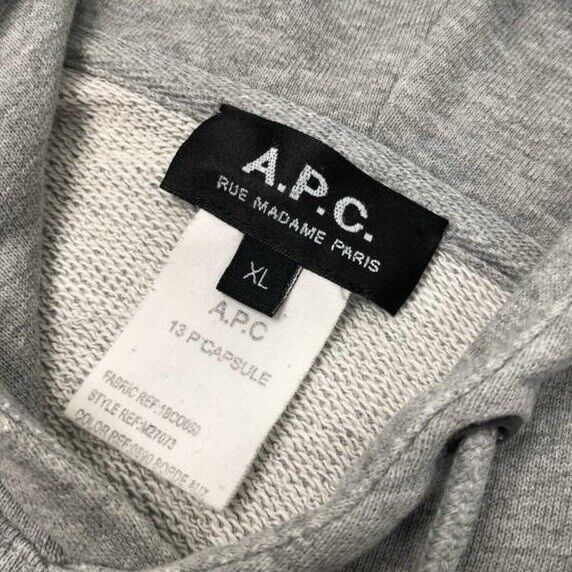 A.P.C.
RUE MADAME PARIS
XL
A.P.C
13 P CAPSULE
FABRIC REF:
STYLE REF:
COLOR REF: